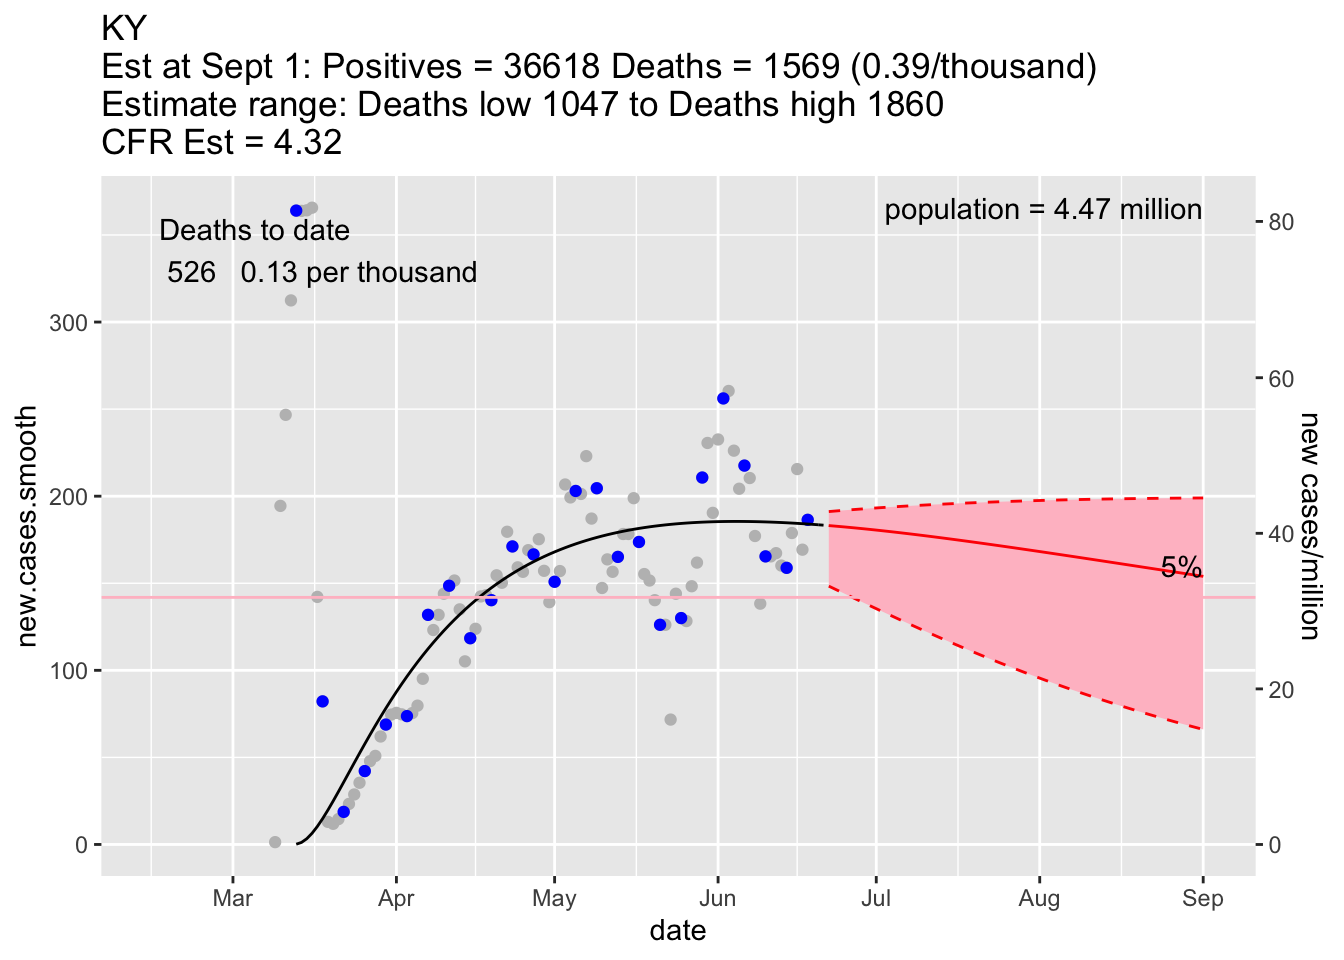 KY
Est at Sept 1: Positives = 36618 Deaths = 1569 (0.39/thousand)
Estimate range: Deaths low 1047 to Deaths high 1860
CFR Est = 4.32
population = 4.47 million
Deaths to date
526 0.13 per thousand
5%
new.cases.smooth
300
200
100
0
80
60
40
20
0
new cases/million
Mar Apr May Jun Jul Aug Sep
date